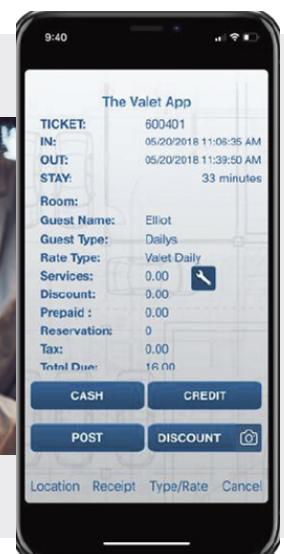 9:40
The Valet App
TICKET: 600401
IN: 05/20/2018 11:06:35 AM
OUT: 05/20/2018 11:39:50 AM
STAY: 33 minutes
Room:
Guest Name: Elliot
Guest Type: Dailys
Rate Type: Valet Daily
Services: 0.00
Discount: 0.00
Prepaid : 0.00
Reservation: 0
Tax: 0.00
Total Due: 16.00
CASH CREDIT
POST DISCOUNT
Location Receipt Type/Rate Cancel